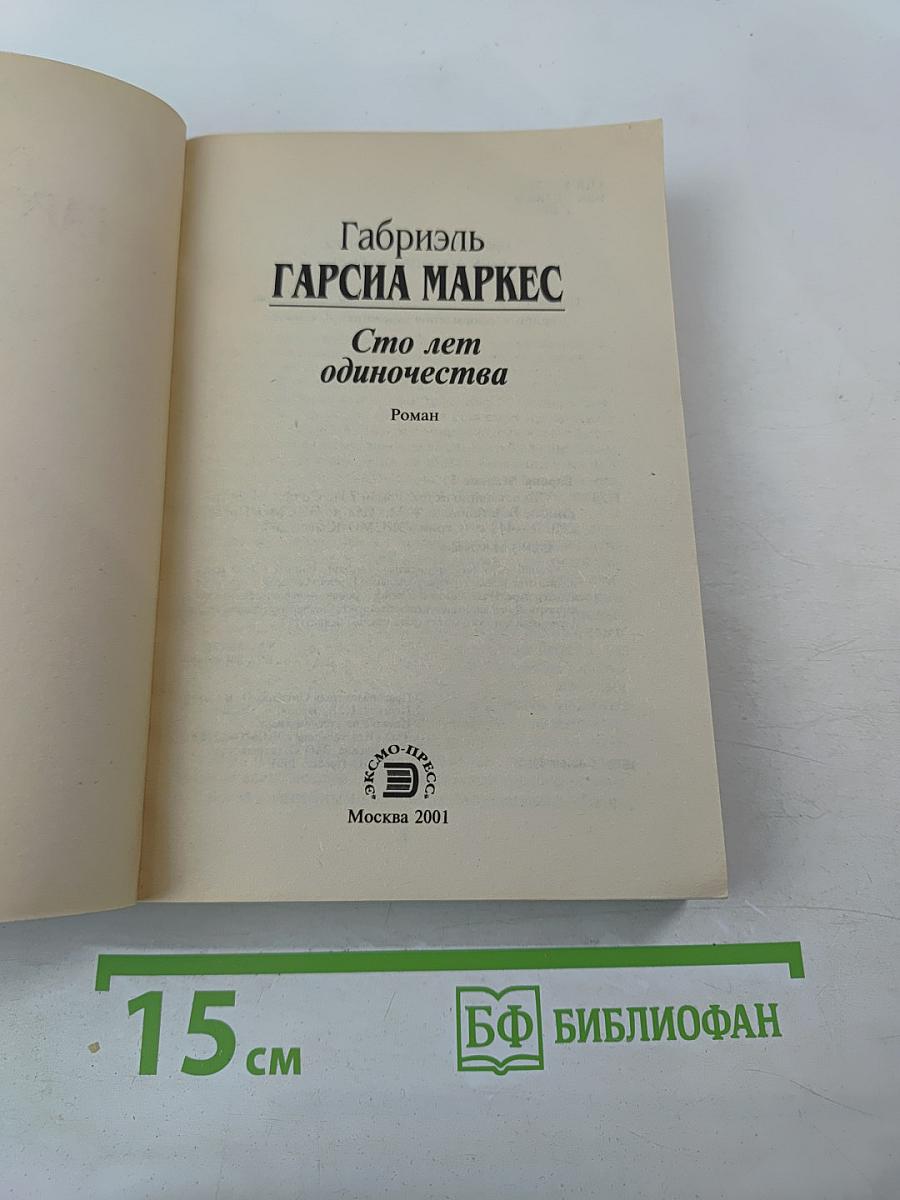 Габриэль
ГАРСИА МАРКЕС
Сто лет
одиночества
Роман
«ЭКСМО-ПРЕСС»
Москва 2001
15 см
БФ БИБЛИОФАН